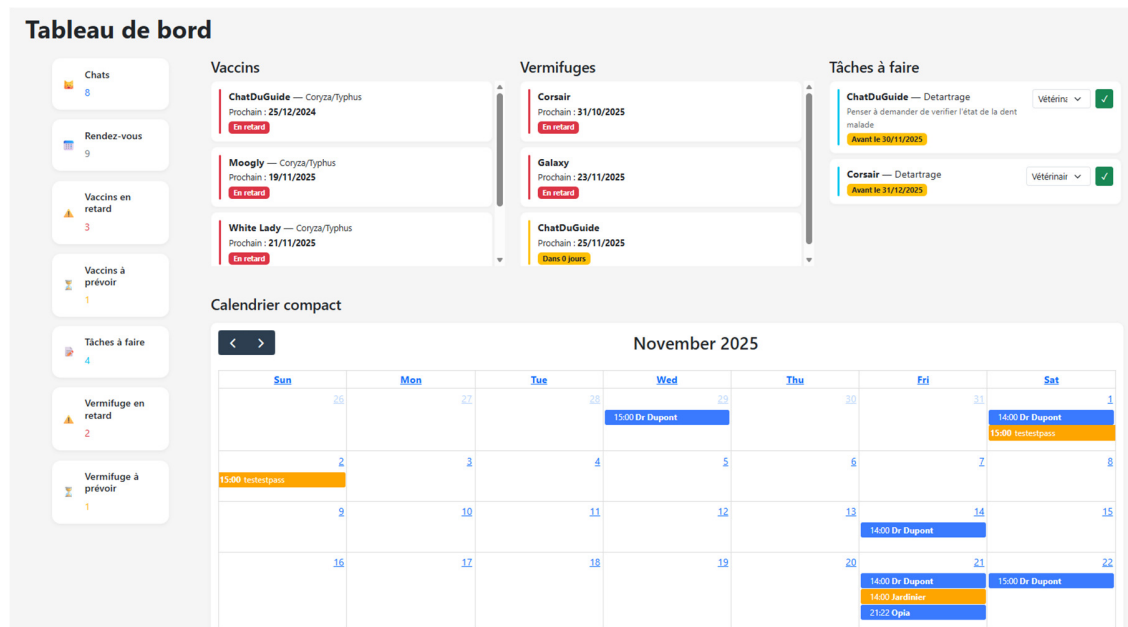 Tableau de bord
Chats
8
Rendez-vous
9
Vaccins en
retard
3
Vaccins à
prévoir
1
Tâches à faire
4
Vermifuge en
retard
2
Vermifuge à
prévoir
1
Vaccins
ChatDuGuide — Coryza/Typhus
Prochain : 25/12/2024
En retard
Moogly — Coryza/Typhus
Prochain : 19/11/2025
En retard
White Lady — Coryza/Typhus
Prochain : 21/11/2025
En retard
Vermifuges
Corsair
Prochain : 31/10/2025
En retard
Galaxy
Prochain : 23/11/2025
En retard
ChatDuGuide
Prochain : 25/11/2025
Dans 0 jours
Tâches à faire
ChatDuGuide — Detartrage
Vétérina
Penser à demander de verifier l'état de la dent
malade
Avant le 30/11/2025
Corsair — Detartrage
Vétérinair
Avant le 31/12/2025
Calendrier compact
November 2025
Sun Mon Tue Wed Thu Fri Sat
26 27 28 29 30 31 1
15:00 Dr Dupont
14:00 Dr Dupont
15:00 testestpass
2 3 4 5 6 7 8
15:00 testestpass
9 10 11 12 13 14 15
14:00 Dr Dupont
16 17 18 19 20 21 22
14:00 Dr Dupont
15:00 Dr Dupont
14:00 Jardinier
21:22 Opia